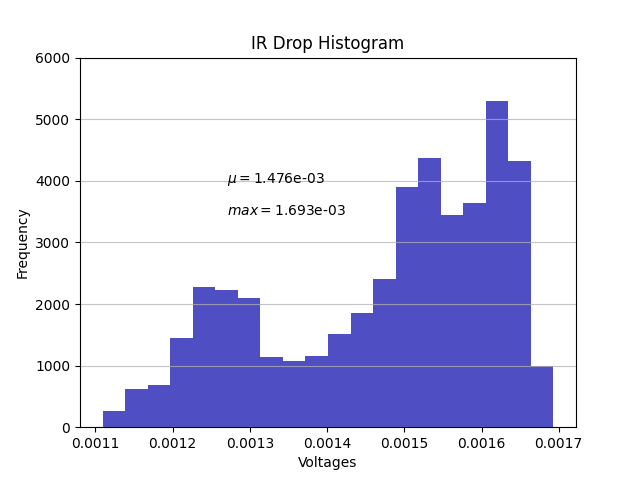 IR Drop Histogram
6000
5000
4000
3000
2000
1000
0
Frequency
μ = 1.476e-03
max = 1.693e-03
0.0011 0.0012 0.0013 0.0014 0.0015 0.0016 0.0017
Voltages